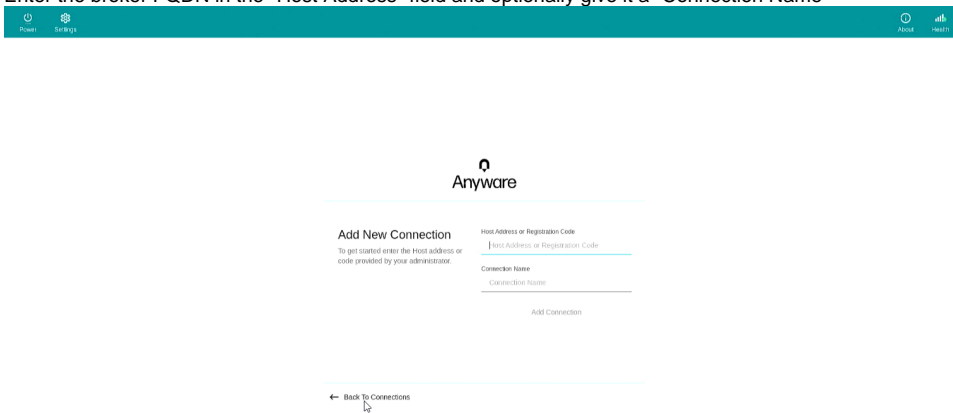 Enter the broker FQDN in the "Host Address" field and optionally give it a "Connection Name"
Power Settings About Health
Anyware
Add New Connection
To get started enter the Host address or
code provided by your administrator.
Host Address or Registration Code
Host Address or Registration Code
Connection Name
Connection Name
Add Connection
← Back To Connections